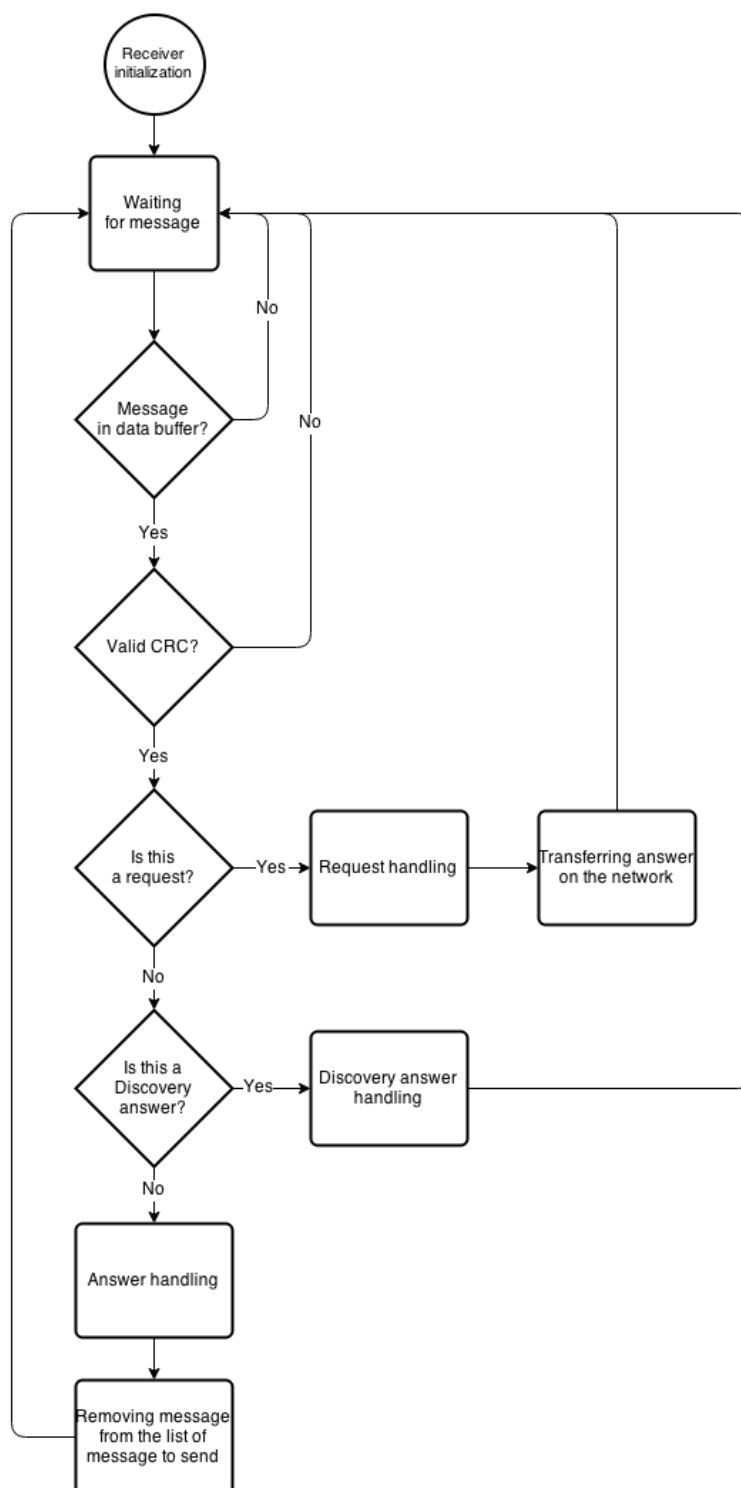 Receiver
initialization
Waiting
for message
No
Message
in data buffer?
No
Yes
Valid CRC?
Yes
Is this
a request?
Yes
Request handling
Transferring answer
on the network
No
Is this a
Discovery
answer?
Yes
Discovery answer
handling
No
Answer handling
Removing message
from the list of
message to send